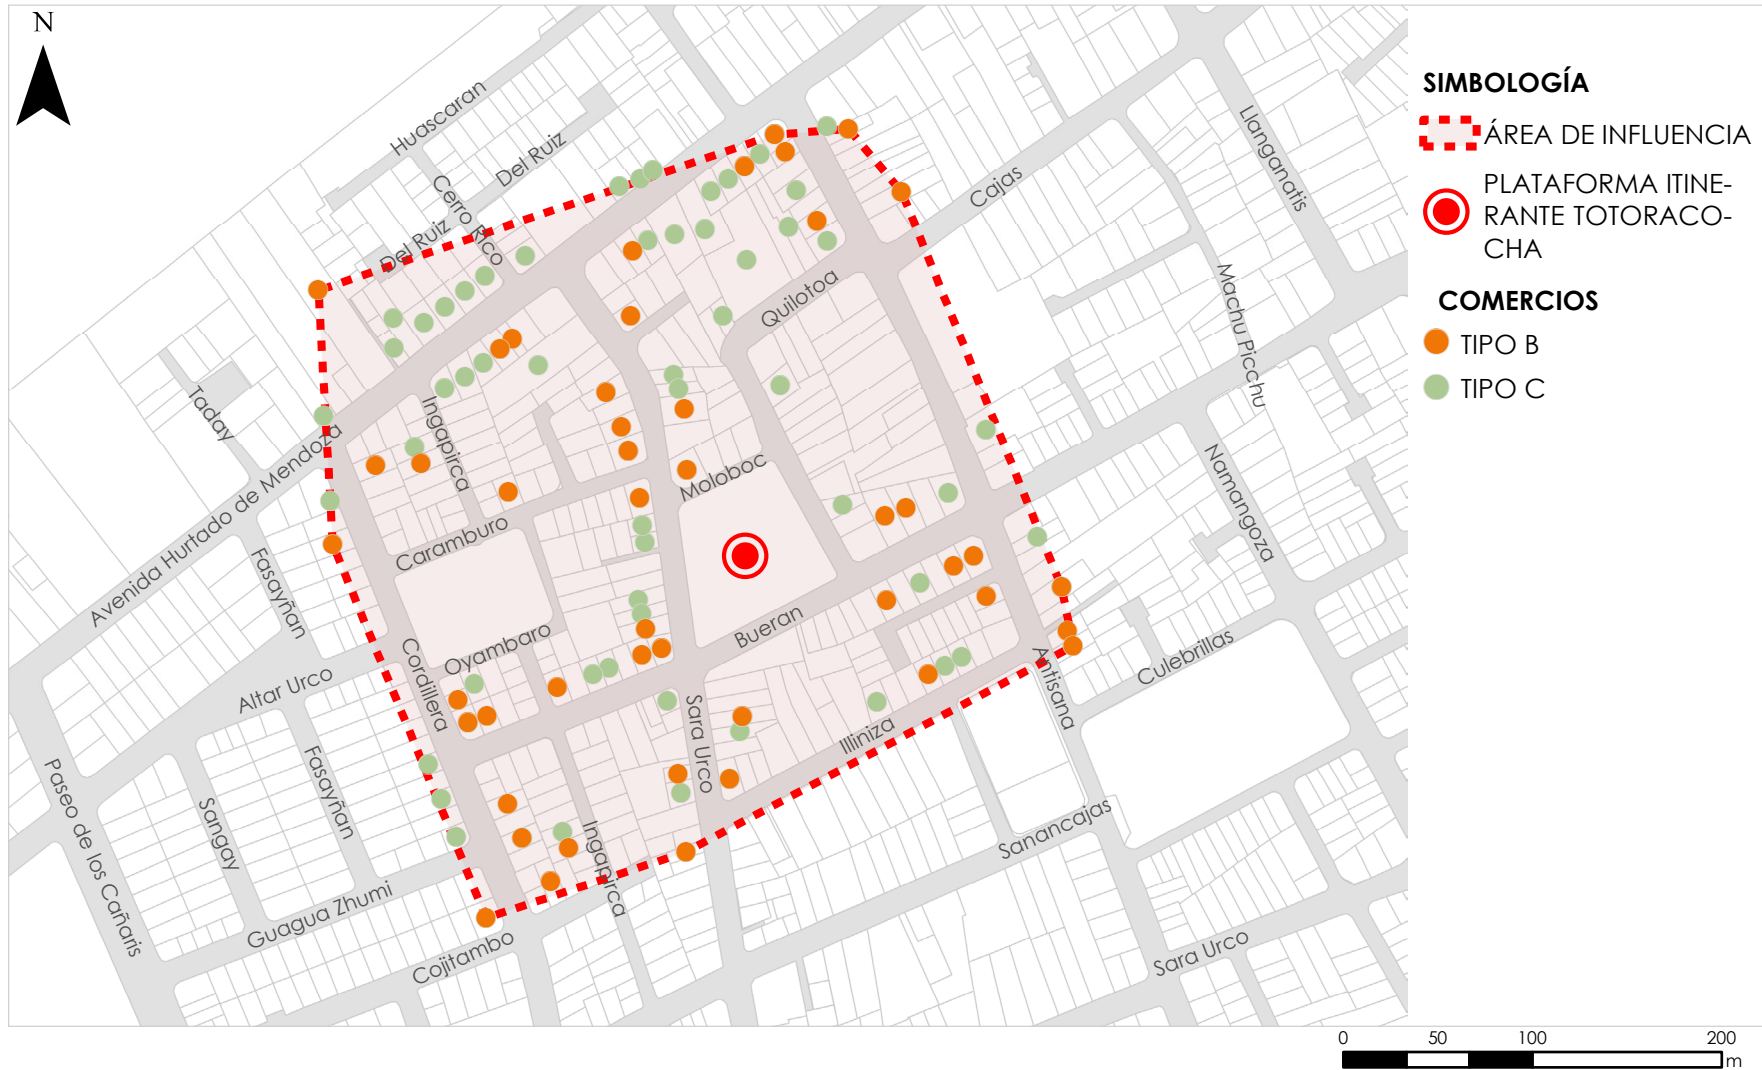 N
Huascaran
Del Ruiz
Cerro Rico
Del Ruiz
Cajas
Llanganatis
Machu Picchu
Quilotoa
Taday
Ingapirca
Avenida Hurtado de Mendoza
Moloboc
Namangoza
Caramburo
Fasayñan
Bueran
Oyambaro
Cordillera
Altar Urco
Antisana
Culebrillas
Sara Urco
Illiniza
Fasayñan
Sangay
Paseo de los Cañaris
Ingapirca
Sanancajas
Guagua Zhumi
Cojitambo
Sara Urco
SIMBOLOGÍA
ÁREA DE INFLUENCIA
PLATAFORMA ITINE-
RANTE TOTORACO-
CHA
COMERCIOS
TIPO B
TIPO C
0 50 100 200
m